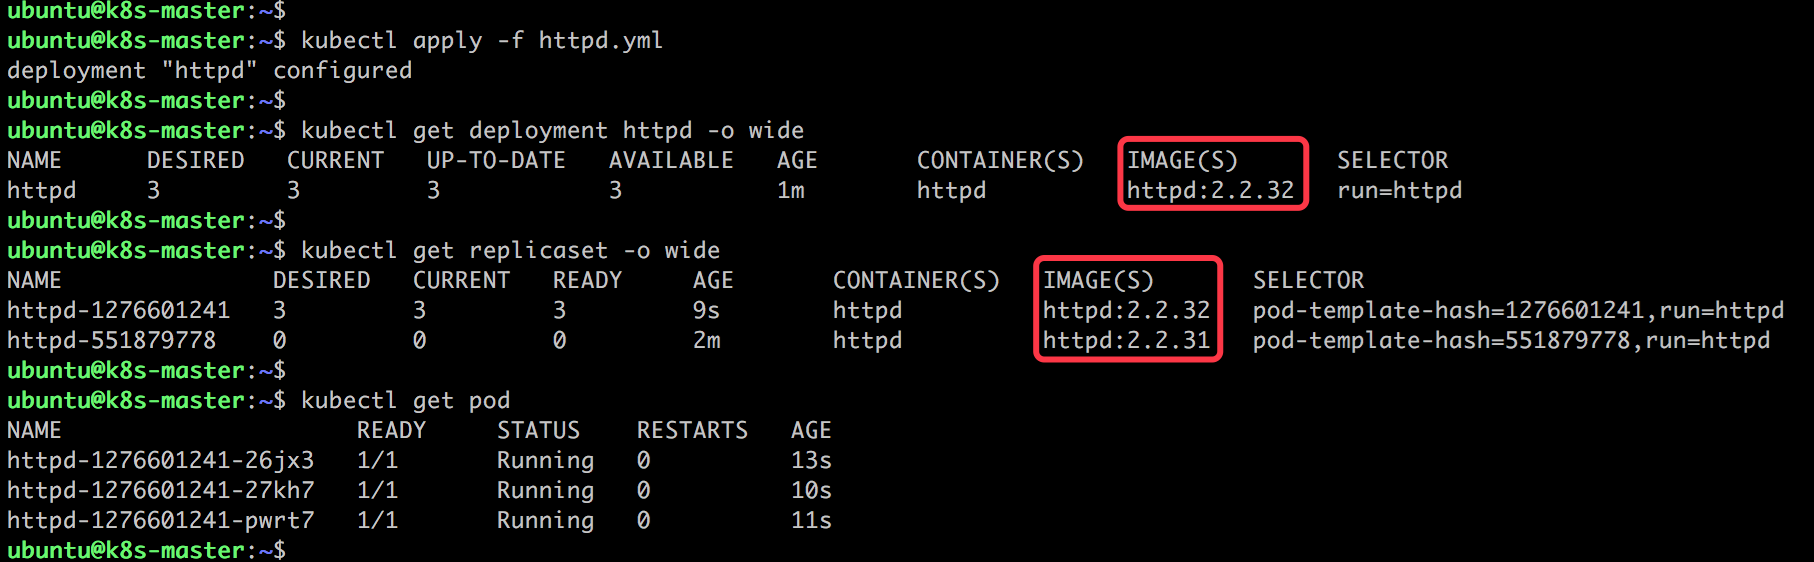 ubuntu@k8s-master:~$
ubuntu@k8s-master:~$ kubectl apply -f httpd.yml
deployment "httpd" configured
ubuntu@k8s-master:~$
ubuntu@k8s-master:~$ kubectl get deployment httpd -o wide
NAME      DESIRED   CURRENT   UP-TO-DATE   AVAILABLE   AGE       CONTAINER(S)   IMAGE(S)       SELECTOR
httpd     3         3         3            3           1m        httpd          httpd:2.2.32   run=httpd
ubuntu@k8s-master:~$
ubuntu@k8s-master:~$ kubectl get replicaset -o wide
NAME               DESIRED   CURRENT   READY     AGE       CONTAINER(S)   IMAGE(S)       SELECTOR
httpd-1276601241   3         3         3         9s        httpd          httpd:2.2.32   pod-template-hash=1276601241,run=httpd
httpd-551879778    0         0         0         2m        httpd          httpd:2.2.31   pod-template-hash=551879778,run=httpd
ubuntu@k8s-master:~$
ubuntu@k8s-master:~$ kubectl get pod
NAME                     READY     STATUS    RESTARTS   AGE
httpd-1276601241-26jx3   1/1       Running   0          13s
httpd-1276601241-27kh7   1/1       Running   0          10s
httpd-1276601241-pwrt7   1/1       Running   0          11s
ubuntu@k8s-master:~$